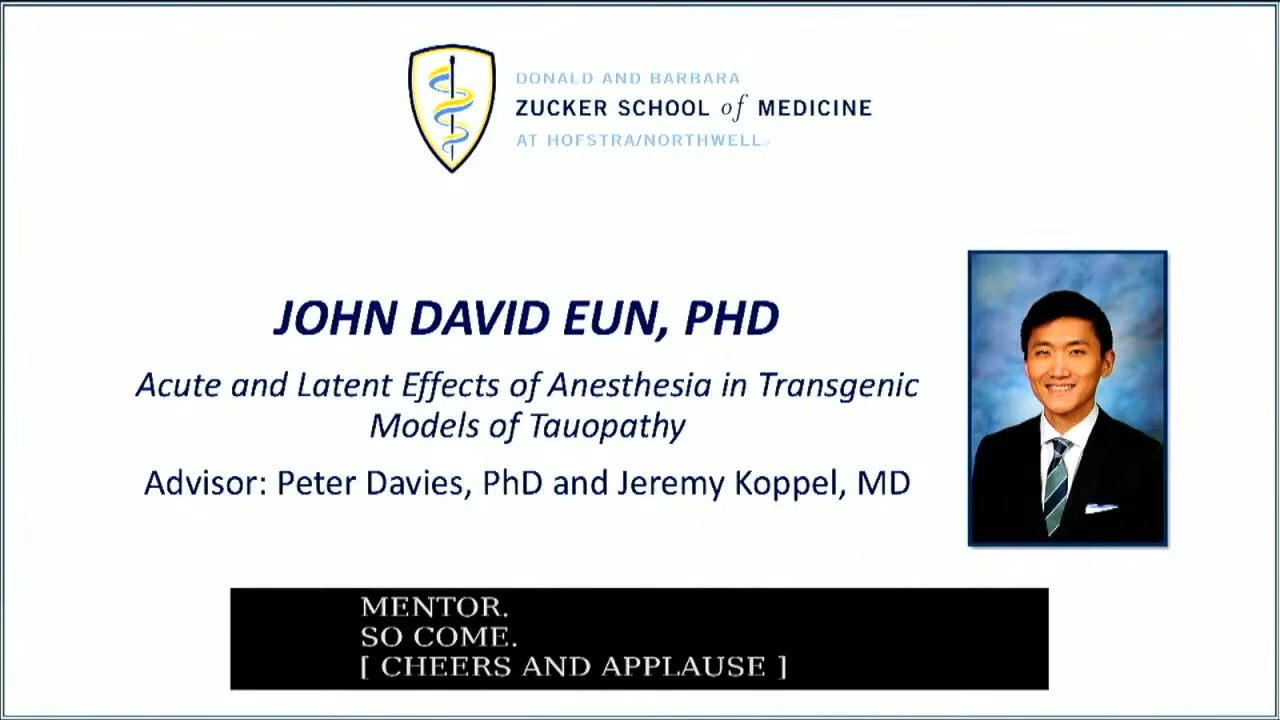 DONALD AND BARBARA
ZUCKER SCHOOL of MEDICINE
AT HOFSTRA/NORTHWELL
JOHN DAVID EUN, PHD
Acute and Latent Effects of Anesthesia in Transgenic
Models of Tauopathy
Advisor: Peter Davies, PhD and Jeremy Koppel, MD
MENTOR.
SO COME.
[ CHEERS AND APPLAUSE ]